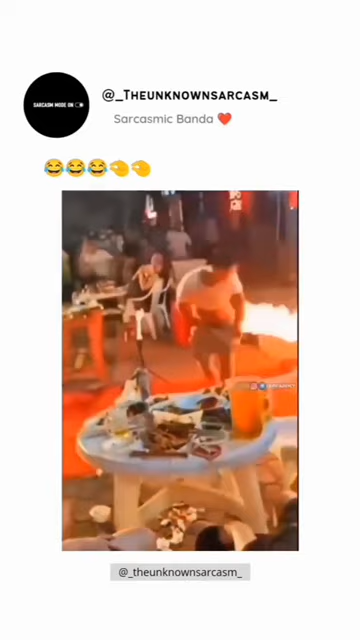 SARCASM MODE ON
@_Theunknownsarcasm_
Sarcasmic Banda ❤️
😂😂😂🤏🤏
@_theunknownsarcasm_